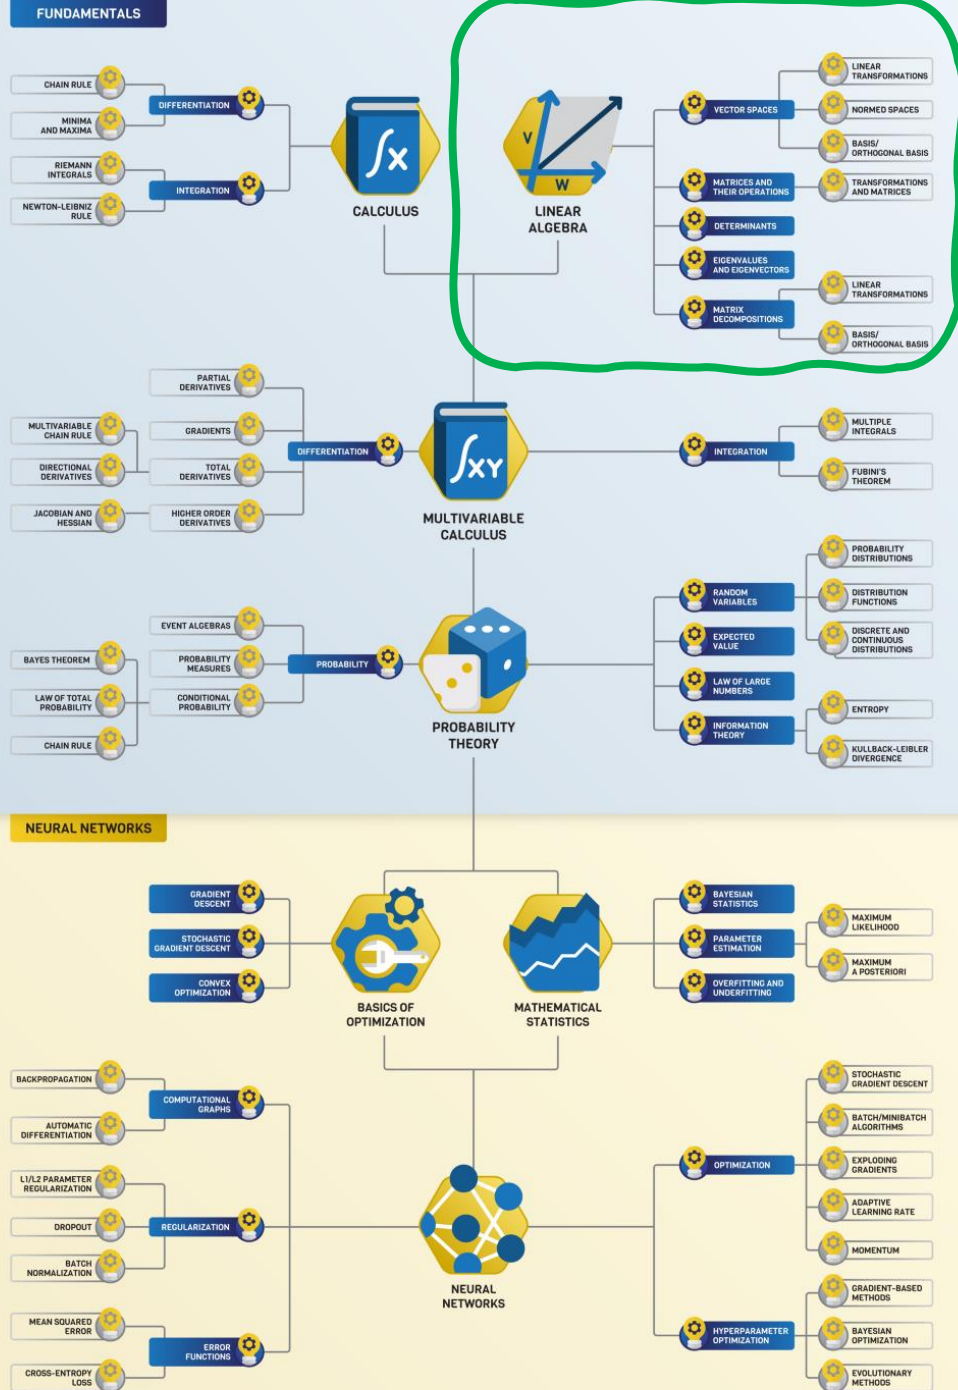 FUNDAMENTALS
CHAIN RULE
MINIMA
AND MAXIMA
DIFFERENTIATION
RIEMANN
INTEGRALS
NEWTON-LEIBNIZ
RULE
INTEGRATION
∫x
CALCULUS
V
W
LINEAR
ALGEBRA
VECTOR SPACES
LINEAR
TRANSFORMATIONS
NORMED SPACES
BASIS/
ORTHOGONAL BASIS
MATRICES AND
THEIR OPERATIONS
TRANSFORMATIONS
AND MATRICES
DETERMINANTS
EIGENVALUES
AND EIGENVECTORS
MATRIX
DECOMPOSITIONS
LINEAR
TRANSFORMATIONS
BASIS/
ORTHOGONAL BASIS
PARTIAL
DERIVATIVES
GRADIENTS
MULTIVARIABLE
CHAIN RULE
DIRECTIONAL
DERIVATIVES
TOTAL
DERIVATIVES
JACOBIAN AND
HESSIAN
HIGHER ORDER
DERIVATIVES
DIFFERENTIATION
∫XY
MULTIVARIABLE
CALCULUS
INTEGRATION
MULTIPLE
INTEGRALS
FUBINI'S
THEOREM
EVENT ALGEBRAS
PROBABILITY
MEASURES
BAYES THEOREM
LAW OF TOTAL
PROBABILITY
CHAIN RULE
CONDITIONAL
PROBABILITY
PROBABILITY
PROBABILITY
THEORY
RANDOM
VARIABLES
PROBABILITY
DISTRIBUTIONS
DISTRIBUTION
FUNCTIONS
DISCRETE AND
CONTINUOUS
DISTRIBUTIONS
EXPECTED
VALUE
LAW OF LARGE
NUMBERS
INFORMATION
THEORY
ENTROPY
KULLBACK-LEIBLER
DIVERGENCE
NEURAL NETWORKS
GRADIENT
DESCENT
STOCHASTIC
GRADIENT DESCENT
CONVEX
OPTIMIZATION
BASICS OF
OPTIMIZATION
MATHEMATICAL
STATISTICS
BAYESIAN
STATISTICS
PARAMETER
ESTIMATION
MAXIMUM
LIKELIHOOD
MAXIMUM
A POSTERIORI
OVERFITTING AND
UNDERFITTING
BACKPROPAGATION
AUTOMATIC
DIFFERENTIATION
COMPUTATIONAL
GRAPHS
L1/L2 PARAMETER
REGULARIZATION
DROPOUT
BATCH
NORMALIZATION
REGULARIZATION
MEAN SQUARED
ERROR
CROSS-ENTROPY
LOSS
ERROR
FUNCTIONS
NEURAL
NETWORKS
OPTIMIZATION
STOCHASTIC
GRADIENT DESCENT
BATCH/MINIBATCH
ALGORITHMS
EXPLODING
GRADIENTS
ADAPTIVE
LEARNING RATE
MOMENTUM
HYPERPARAMETER
OPTIMIZATION
GRADIENT-BASED
METHODS
BAYESIAN
OPTIMIZATION
EVOLUTIONARY
METHODS